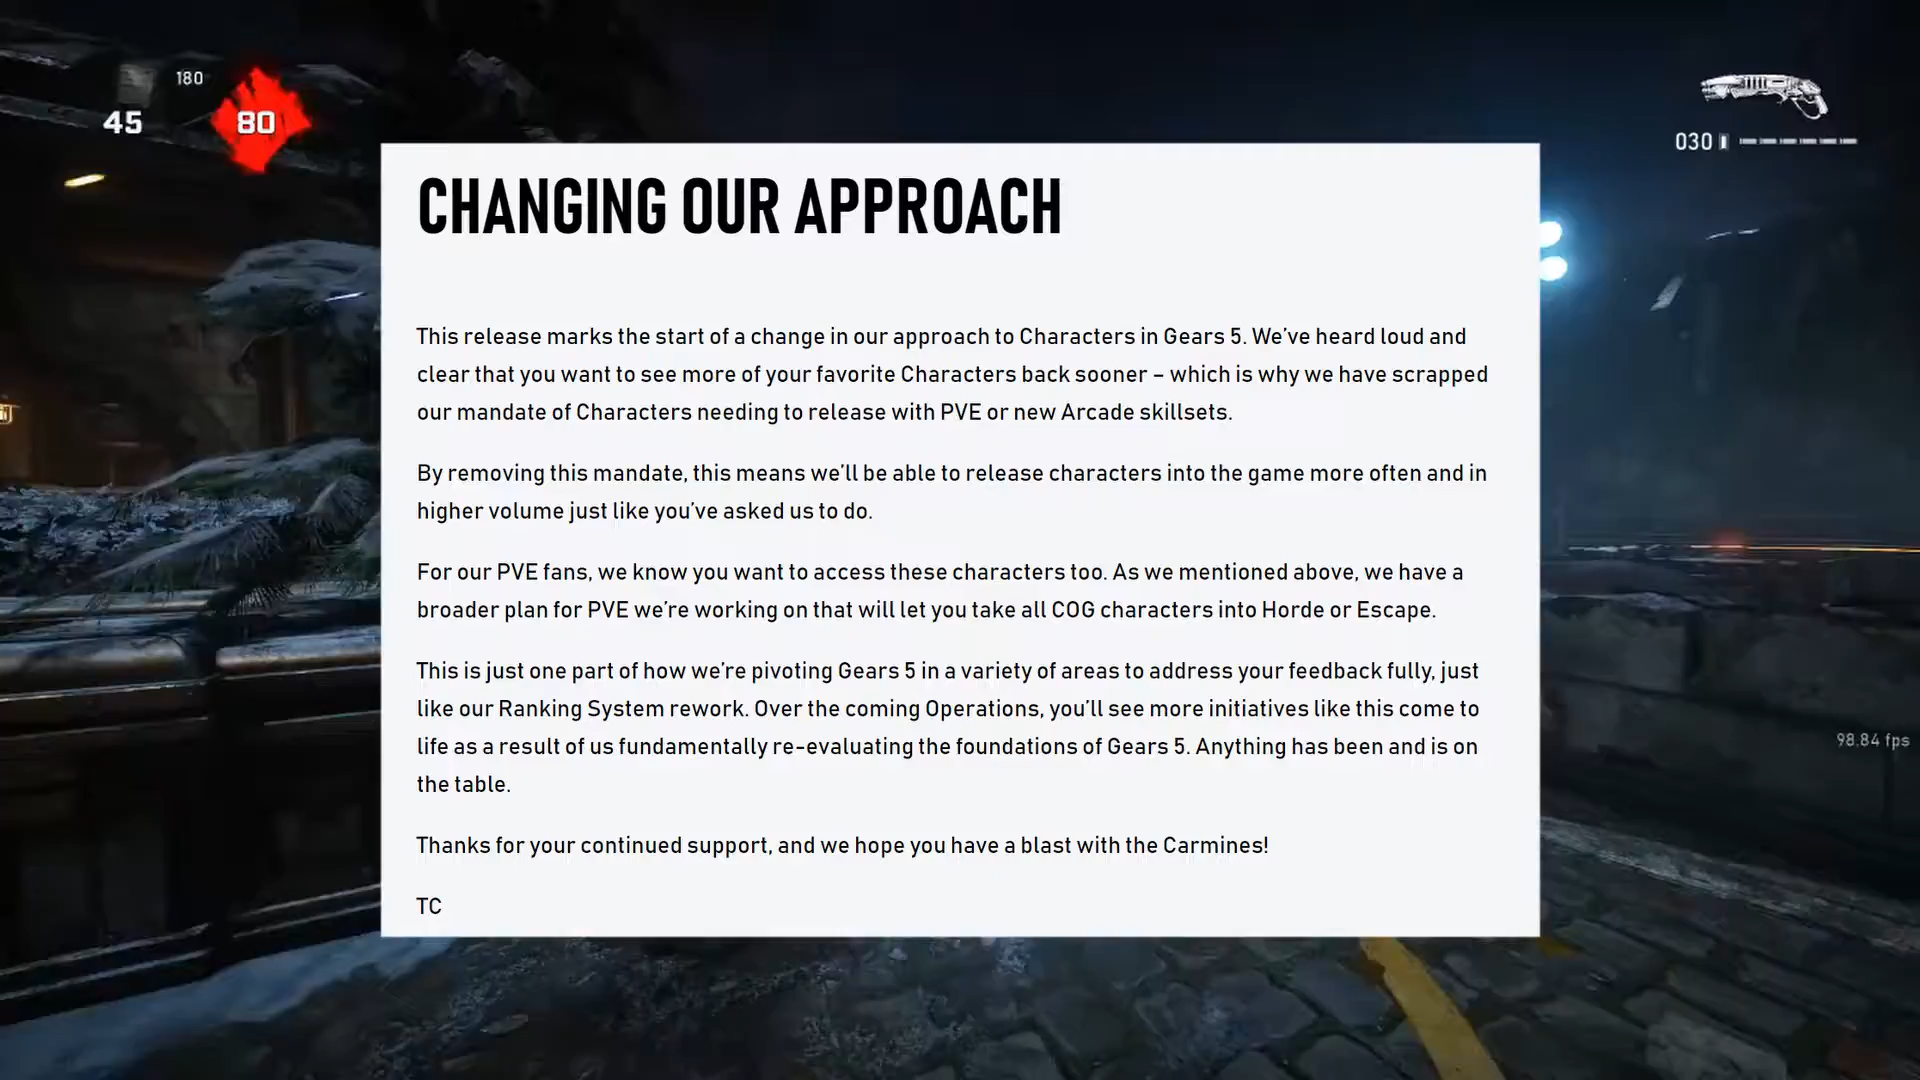 180
45
80
030
CHANGING OUR APPROACH
This release marks the start of a change in our approach to Characters in Gears 5. We've heard loud and
clear that you want to see more of your favorite Characters back sooner – which is why we have scrapped
our mandate of Characters needing to release with PVE or new Arcade skillsets.
By removing this mandate, this means we'll be able to release characters into the game more often and in
higher volume just like you've asked us to do.
For our PVE fans, we know you want to access these characters too. As we mentioned above, we have a
broader plan for PVE we're working on that will let you take all COG characters into Horde or Escape.
This is just one part of how we're pivoting Gears 5 in a variety of areas to address your feedback fully, just
like our Ranking System rework. Over the coming Operations, you'll see more initiatives like this come to
life as a result of us fundamentally re-evaluating the foundations of Gears 5. Anything has been and is on
the table.
98.84 fps
Thanks for your continued support, and we hope you have a blast with the Carmines!
TC